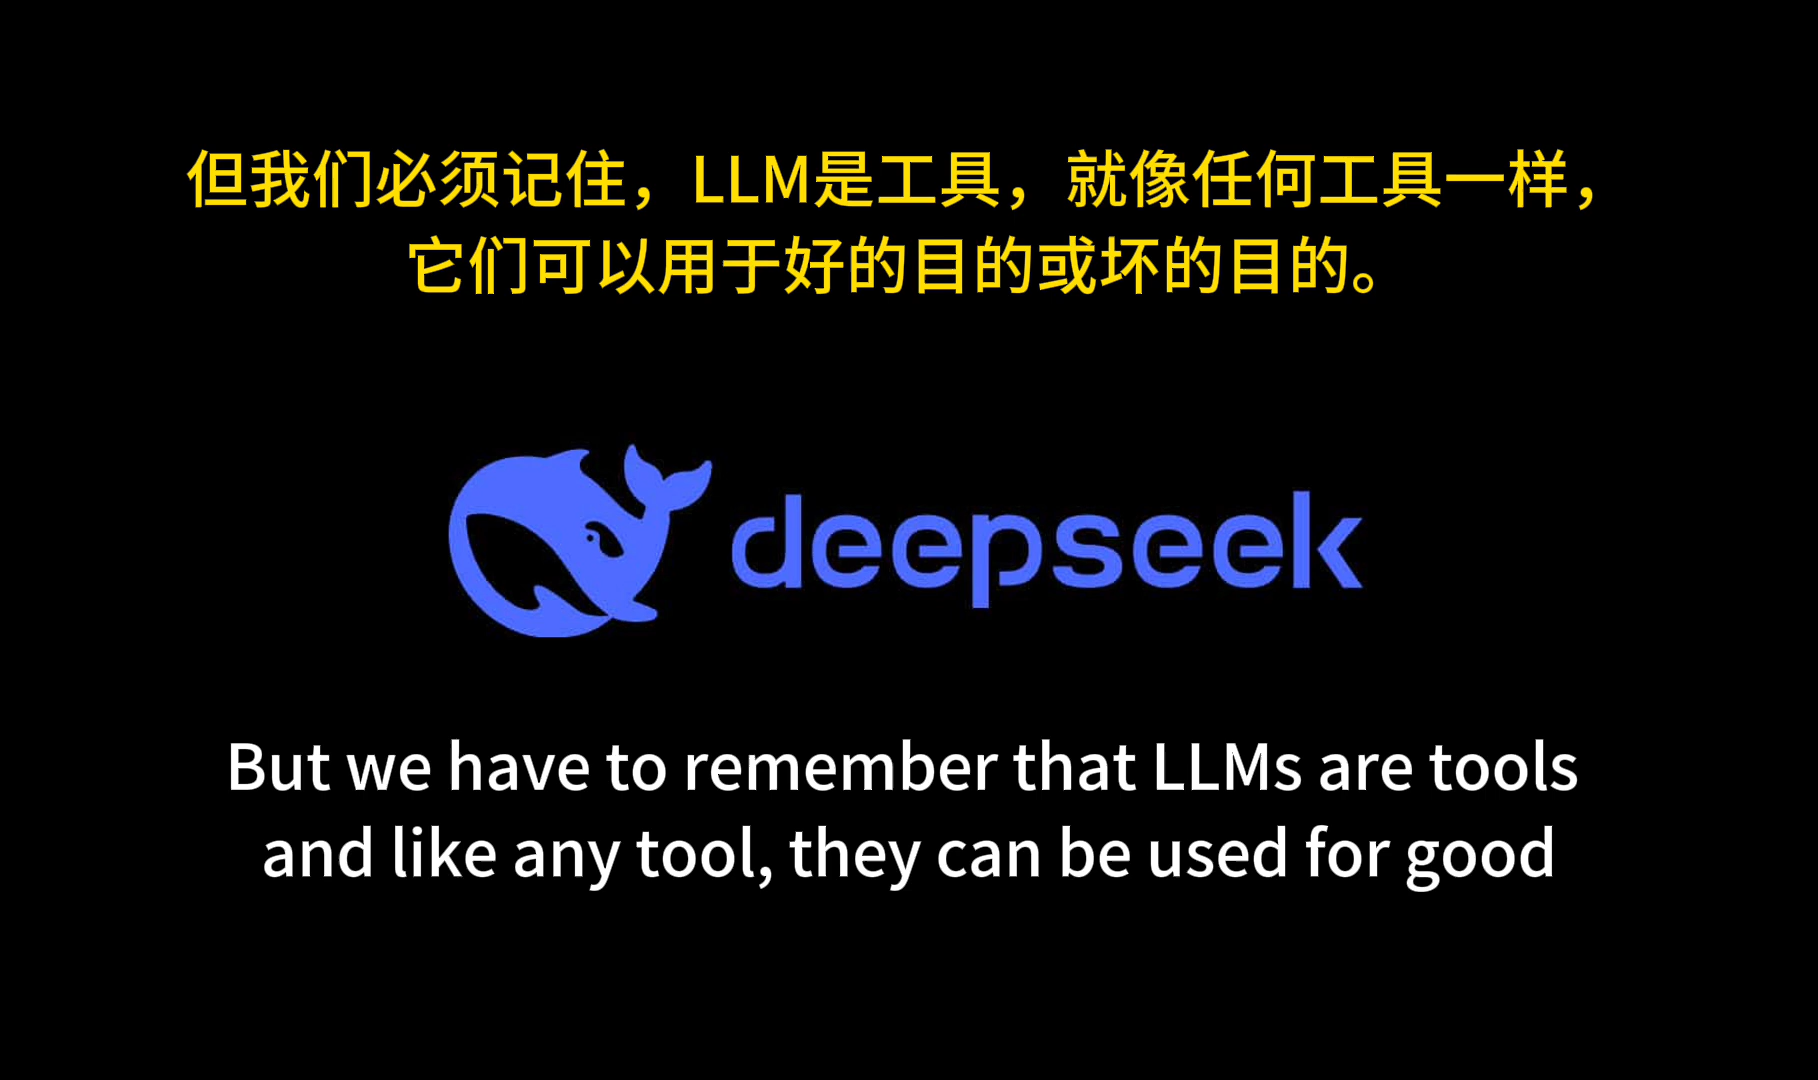 但我们必须记住，LLM是工具，就像任何工具一样，
它们可以用于好的目的或坏的目的。
deepseek
But we have to remember that LLMs are tools
and like any tool, they can be used for good